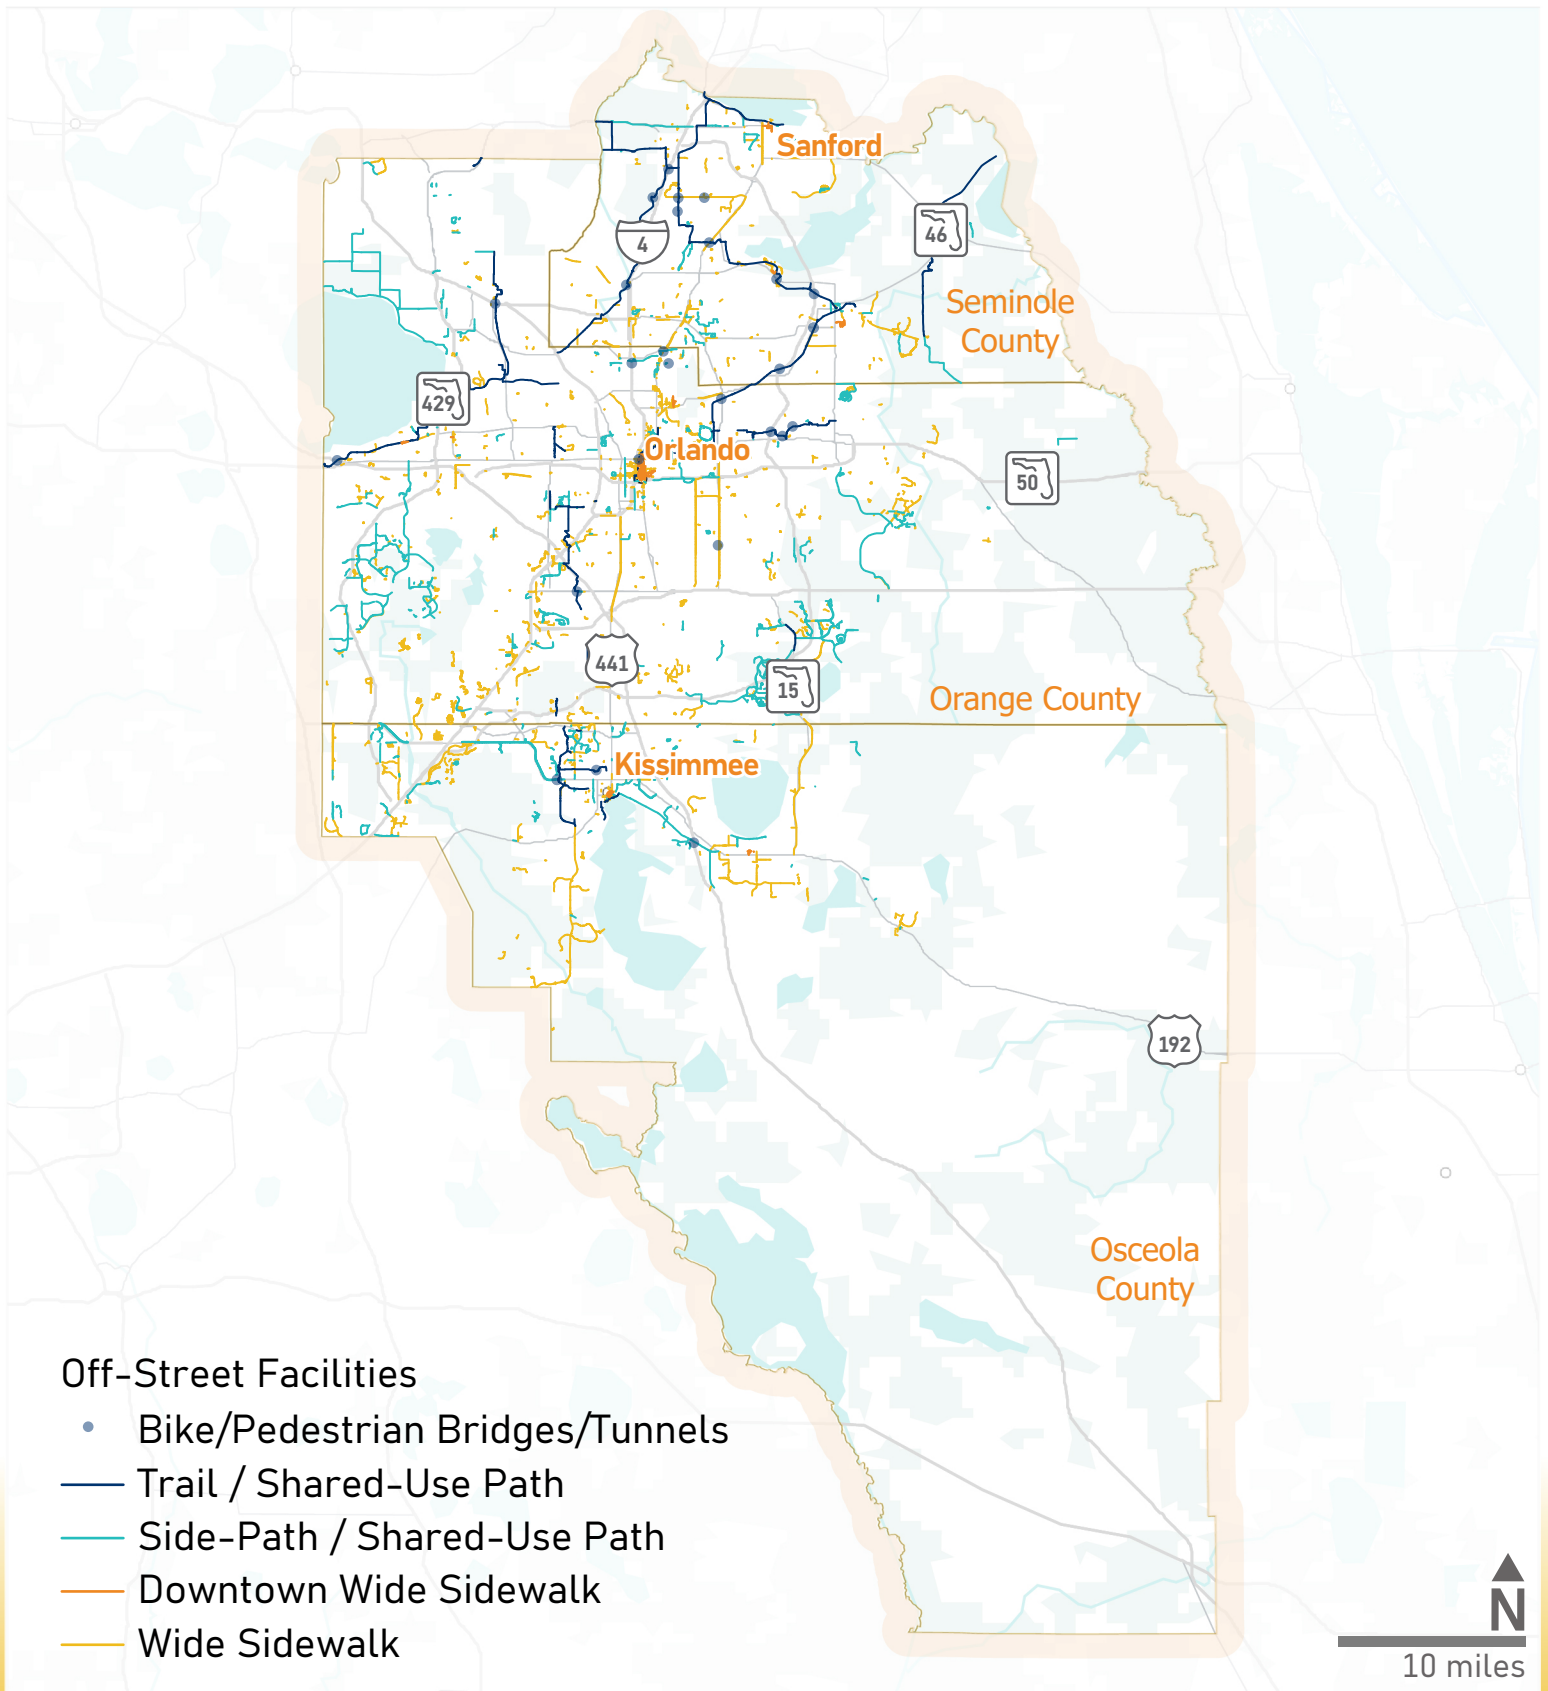 Sanford
4
46
Seminole
County
429
Orlando
50
441
15
Orange County
Kissimmee
192
Osceola
County
Off-Street Facilities
Bike/Pedestrian Bridges/Tunnels
Trail / Shared-Use Path
Side-Path / Shared-Use Path
Downtown Wide Sidewalk
Wide Sidewalk
N
10 miles